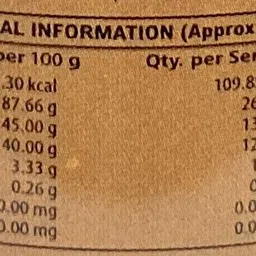 AL INFORMATION (Approx
per 100 g Qty. per Ser
.30 kcal 109.8
87.66 g 26
45.00 g 13
40.00 g 12
3.33 g
0.26 g
0.00 mg 0.0
0.00 mg 0.0